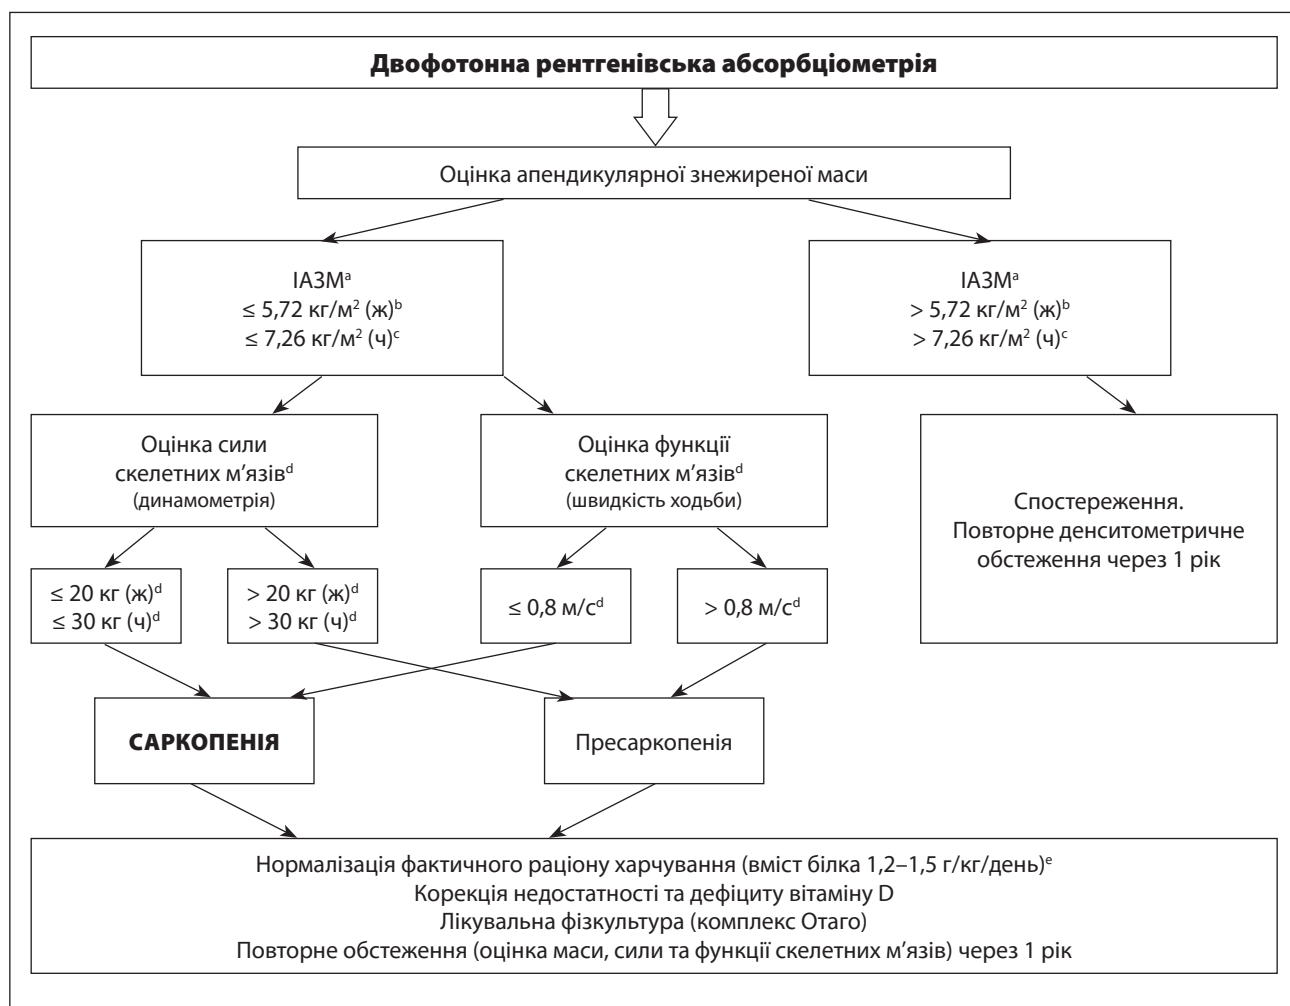 Двофотонна рентгенівська абсорбціометрія
Оцінка апендикулярної знежиреної маси
ІАЗМᵃ
≤ 5,72 кг/м² (ж)ᵇ
≤ 7,26 кг/м² (ч)ᶜ
ІАЗМᵃ
> 5,72 кг/м² (ж)ᵇ
> 7,26 кг/м² (ч)ᶜ
Оцінка сили
скелетних м’язівᵈ
(динамометрія)
Оцінка функції
скелетних м’язівᵈ
(швидкість ходьби)
Спостереження.
Повторне денситометричне
обстеження через 1 рік
≤ 20 кг (ж)ᵈ
≤ 30 кг (ч)ᵈ
> 20 кг (ж)ᵈ
> 30 кг (ч)ᵈ
≤ 0,8 м/сᵈ
> 0,8 м/сᵈ
САРКОПЕНІЯ
Пресаркопенія
Нормалізація фактичного раціону харчування (вміст білка 1,2–1,5 г/кг/день)ᵉ
Корекція недостатності та дефіциту вітаміну D
Лікувальна фізкультура (комплекс Отаго)
Повторне обстеження (оцінка маси, сили та функції скелетних м’язів) через 1 рік